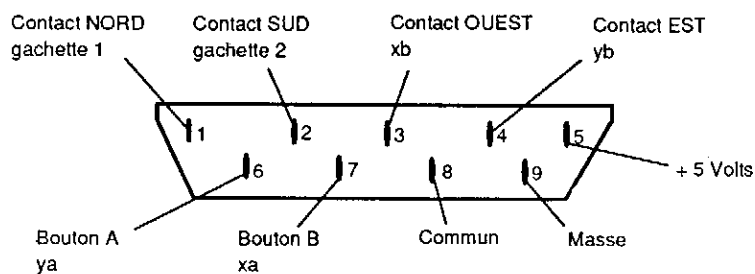 Contact NORD
gachette 1
Contact SUD
gachette 2
Contact OUEST
xb
Contact EST
yb
1 2 3 4 5
6 7 8 9
+ 5 Volts
Bouton A
ya
Bouton B
xa
Commun
Masse